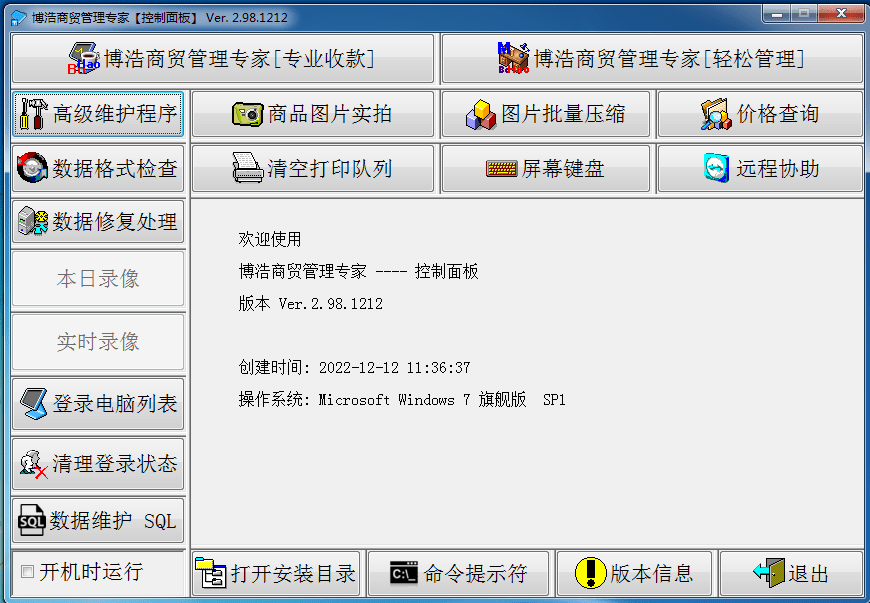 博浩商贸管理专家【控制面板】 Ver. 2.98.1212
博浩商贸管理专家[专业收款]
博浩商贸管理专家[轻松管理]
高级维护程序
商品图片实拍
图片批量压缩
价格查询
数据格式检查
清空打印队列
屏幕键盘
远程协助
数据修复处理
本日录像
实时录像
登录电脑列表
清理登录状态
SQL
数据维护 SQL
开机时运行
欢迎使用
博浩商贸管理专家 ---- 控制面板
版本 Ver.2.98.1212
创建时间: 2022-12-12 11:36:37
操作系统: Microsoft Windows 7 旗舰版 SP1
打开安装目录
C:\
命令提示符
版本信息
退出